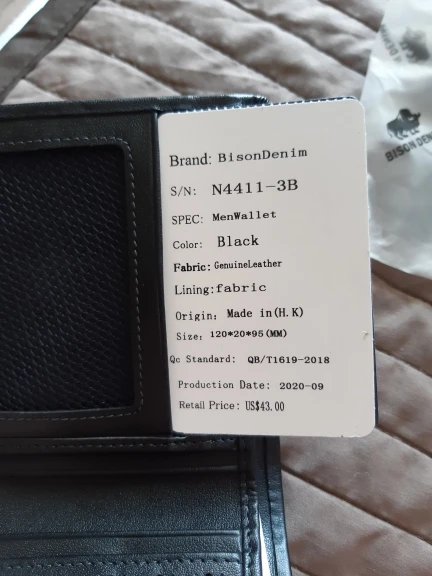 Brand: BisonDenim
S/N: N4411-3B
SPEC: MenWallet
Color: Black
Fabric: GenuineLeather
Lining:fabric
Origin: Made in(H.K)
Size: 120*20*95(MM)
Qc Standard: QB/T1619-2018
Production Date: 2020-09
Retail Price: US$43.00
BISON DENI